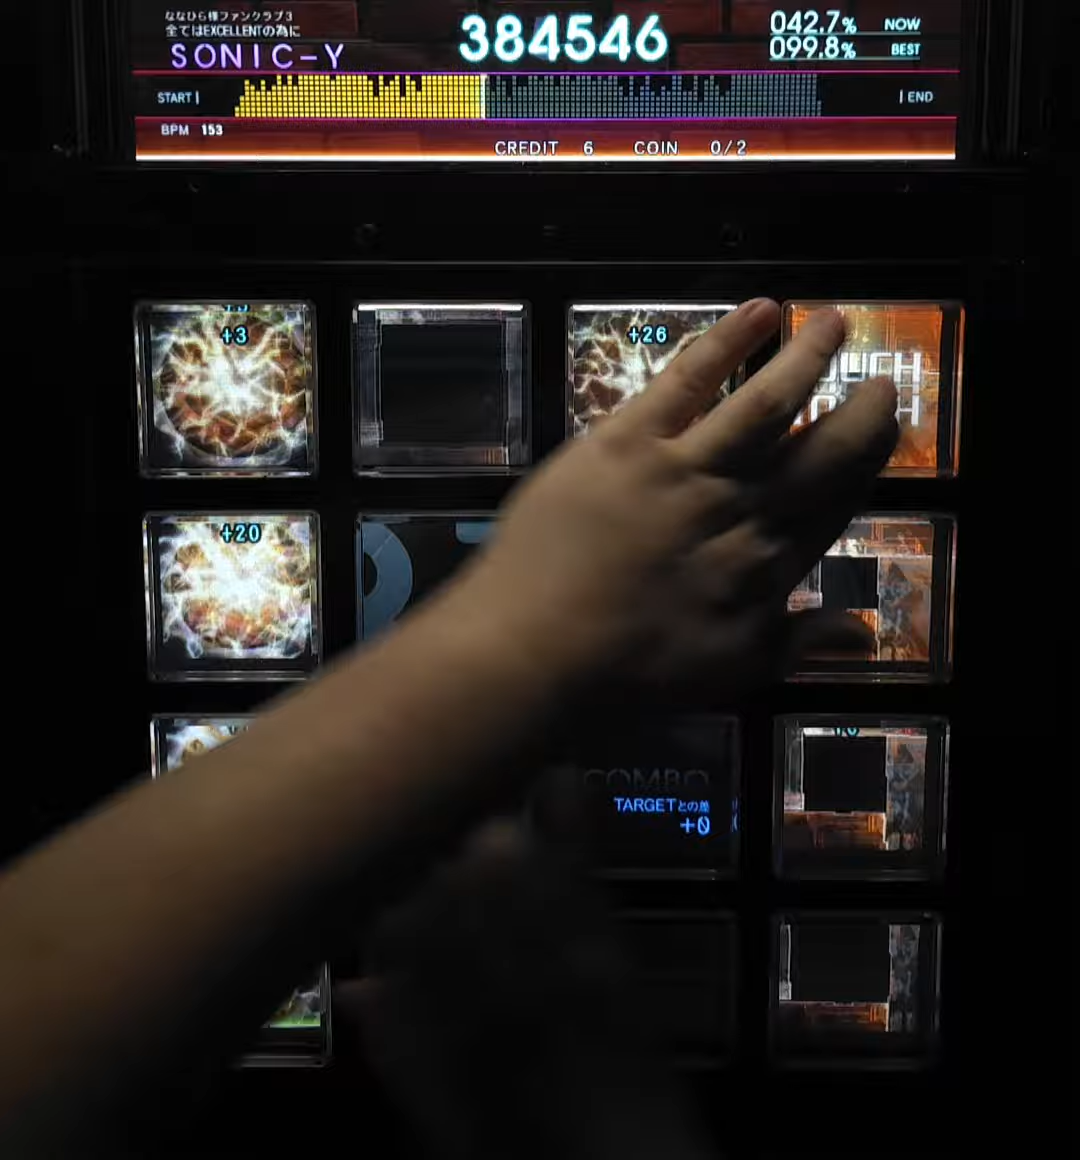 ななひら様ファンクラブ3
全てはEXCELLENTの為に
SONIC-Y
384546
042.7% NOW
099.8% BEST
START
END
BPM 153
CREDIT 6 COIN 0/2
+3
+26
+20
COMBO
TARGETとの差
+0